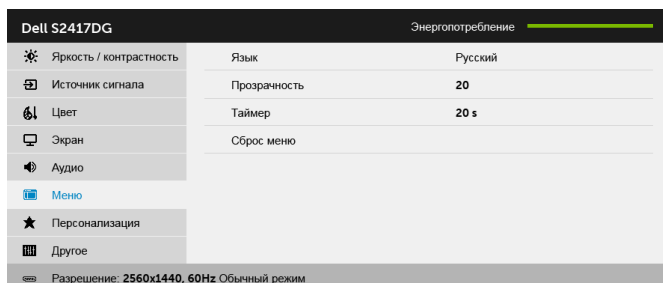 Dell S2417DG Энергопотребление
Яркость / контрастность Язык Русский
Источник сигнала Прозрачность 20
Цвет Таймер 20 s
Экран Сброс меню
Аудио
Меню
Персонализация
Другое
Разрешение: 2560x1440, 60Hz Обычный режим